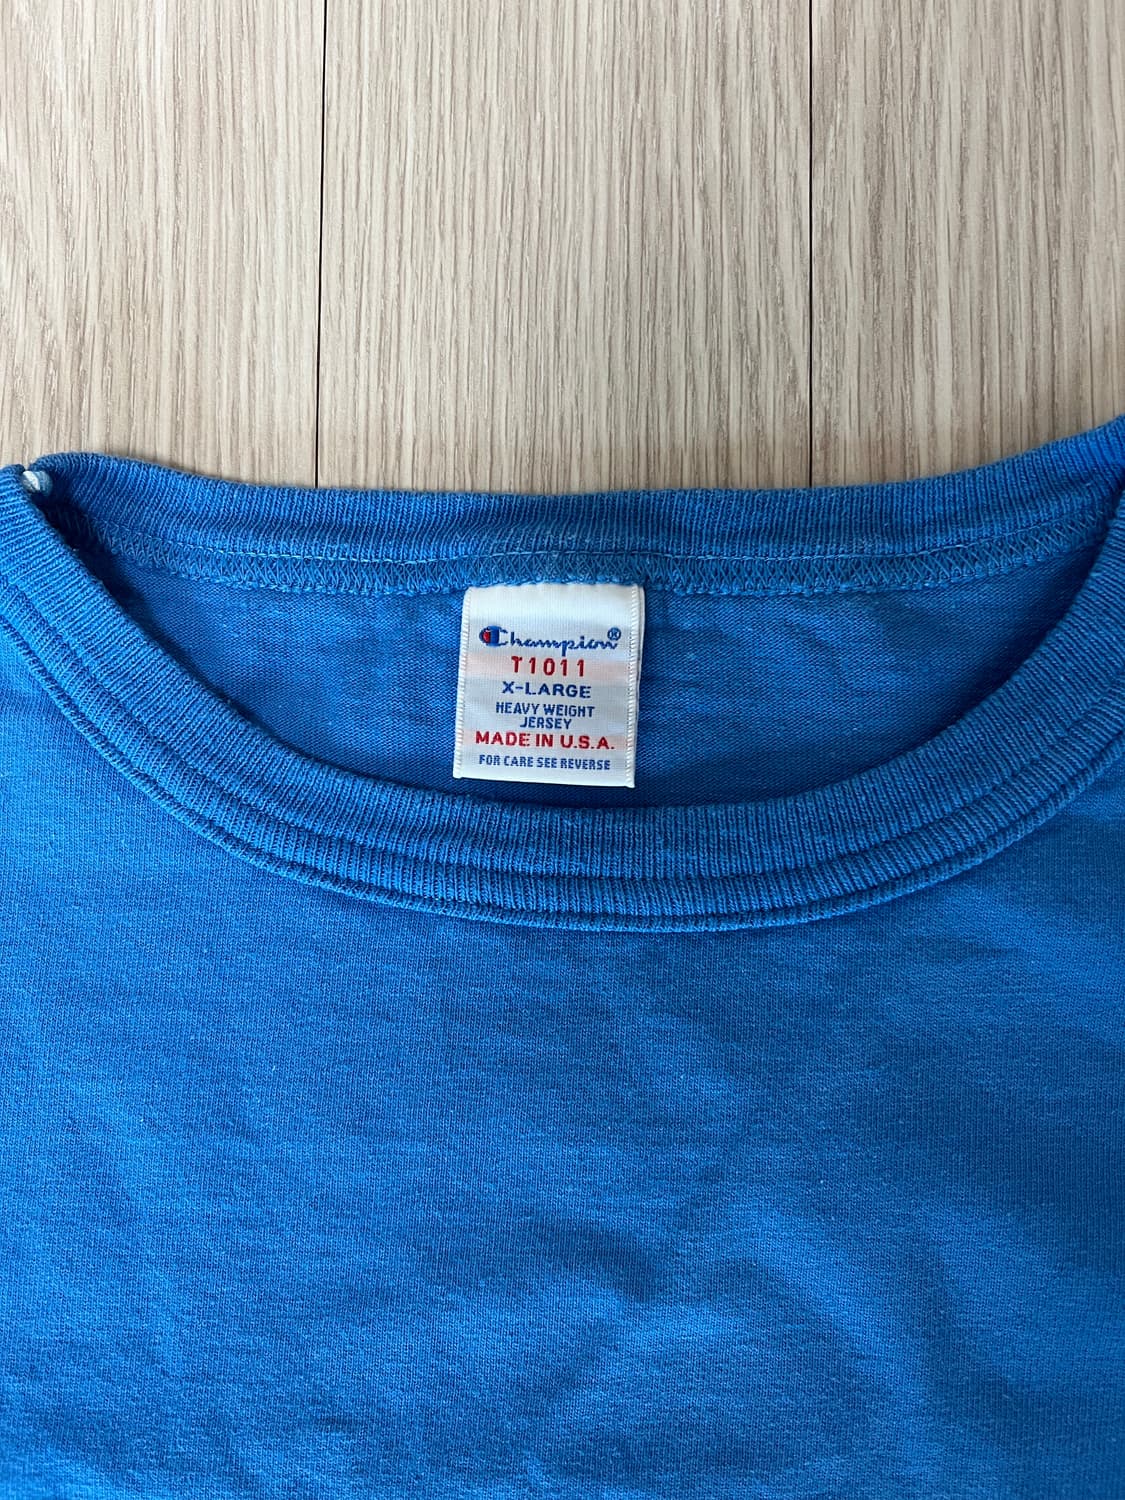 Champion®
T1011
X-LARGE
HEAVY WEIGHT
JERSEY
MADE IN U.S.A.
FOR CARE SEE REVERSE